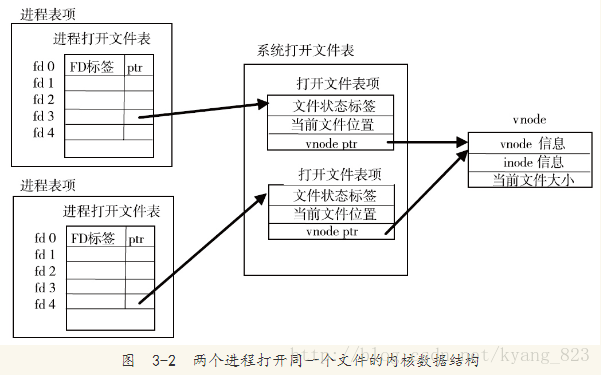 进程表项
进程打开文件表
fd 0 FD标签 ptr
fd 1
fd 2
fd 3
fd 4
进程表项
进程打开文件表
fd 0 FD标签 ptr
fd 1
fd 2
fd 3
fd 4
系统打开文件表
打开文件表项
文件状态标签
当前文件位置
vnode ptr
打开文件表项
文件状态标签
当前文件位置
vnode ptr
vnode
vnode 信息
inode 信息
当前文件大小
图 3-2 两个进程打开同一个文件的内核数据结构